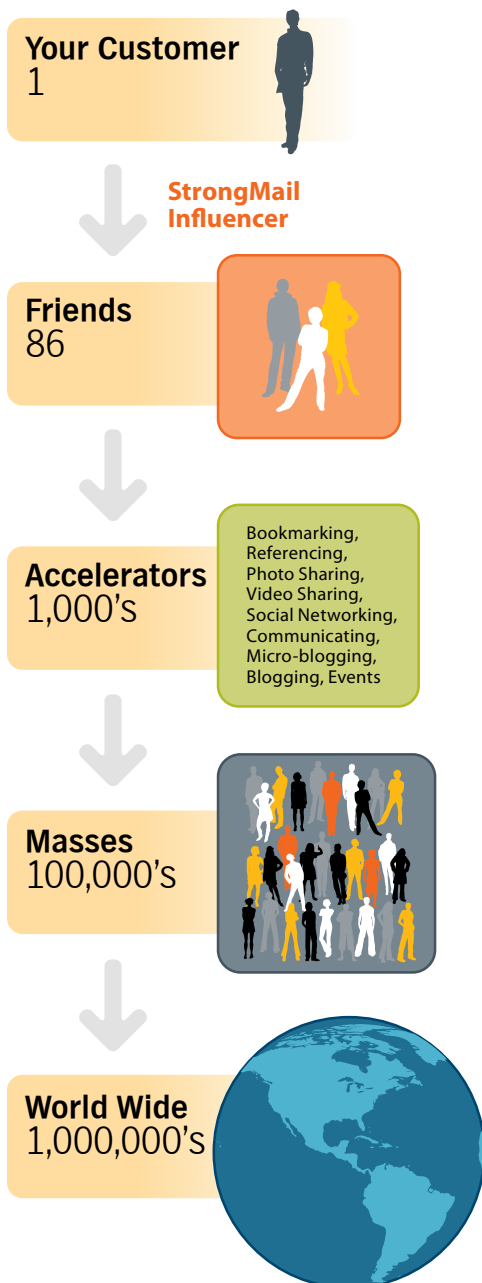 Your Customer
1
StrongMail
Influencer
Friends
86
Accelerators
1,000's
Bookmarking,
Referencing,
Photo Sharing,
Video Sharing,
Social Networking,
Communicating,
Micro-blogging,
Blogging, Events
Masses
100,000's
World Wide
1,000,000's